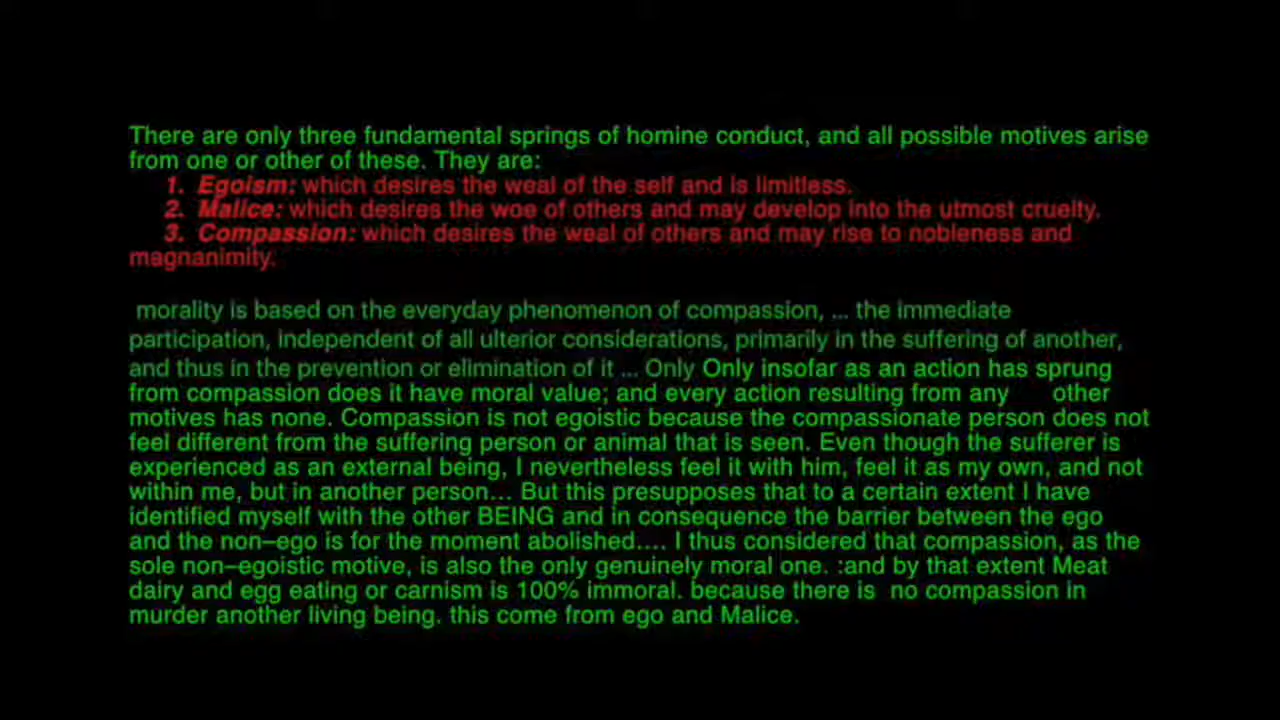 There are only three fundamental springs of homine conduct, and all possible motives arise
from one or other of these. They are:
1. Egoism: which desires the weal of the self and is limitless.
2. Malice: which desires the woe of others and may develop into the utmost cruelty.
3. Compassion: which desires the weal of others and may rise to nobleness and
magnanimity.
morality is based on the everyday phenomenon of compassion, ... the immediate
participation, independent of all ulterior considerations, primarily in the suffering of another,
and thus in the prevention or elimination of it ... Only Only insofar as an action has sprung
from compassion does it have moral value; and every action resulting from any other
motives has none. Compassion is not egoistic because the compassionate person does not
feel different from the suffering person or animal that is seen. Even though the sufferer is
experienced as an external being, I nevertheless feel it with him, feel it as my own, and not
within me, but in another person... But this presupposes that to a certain extent I have
identified myself with the other BEING and in consequence the barrier between the ego
and the non–ego is for the moment abolished.... I thus considered that compassion, as the
sole non–egoistic motive, is also the only genuinely moral one. :and by that extent Meat
dairy and egg eating or carnism is 100% immoral. because there is no compassion in
murder another living being. this come from ego and Malice.